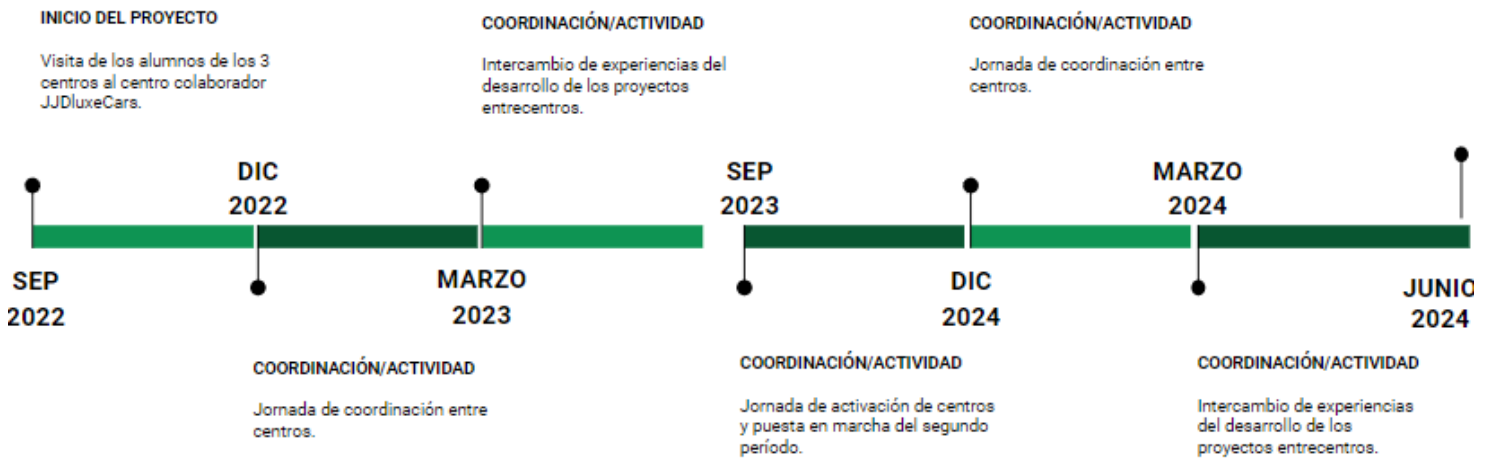 INICIO DEL PROYECTO
Visita de los alumnos de los 3
centros al centro colaborador
JJDluxeCars.
COORDINACIÓN/ACTIVIDAD
Intercambio de experiencias del
desarrollo de los proyectos
entrecentros.
COORDINACIÓN/ACTIVIDAD
Jornada de coordinación entre
centros.
DIC
2022
SEP
2023
MARZO
2024
SEP
2022
MARZO
2023
DIC
2024
JUNIO
2024
COORDINACIÓN/ACTIVIDAD
Jornada de coordinación entre
centros.
COORDINACIÓN/ACTIVIDAD
Jornada de activación de centros
y puesta en marcha del segundo
período.
COORDINACIÓN/ACTIVIDAD
Intercambio de experiencias
del desarrollo de los
proyectos entrecentros.